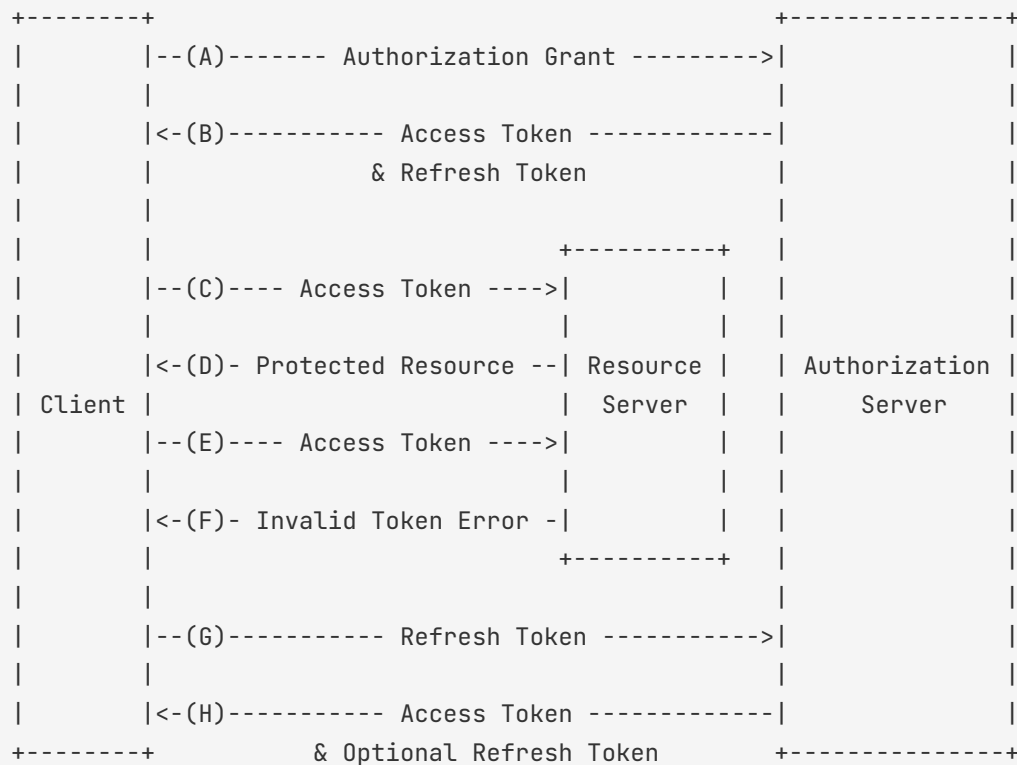 +--------+                                           +---------------+
|        |--(A)------- Authorization Grant --------->|               |
|        |                                           |               |
|        |<-(B)----------- Access Token -------------|               |
|        |               & Refresh Token             |               |
|        |                                           |               |
|        |                            +----------+   |               |
|        |--(C)---- Access Token ---->|          |   |               |
|        |                            |          |   |               |
|        |<-(D)- Protected Resource --| Resource |   | Authorization |
| Client |                            |  Server  |   |     Server    |
|        |--(E)---- Access Token ---->|          |   |               |
|        |                            |          |   |               |
|        |<-(F)- Invalid Token Error -|          |   |               |
|        |                            +----------+   |               |
|        |                                           |               |
|        |--(G)----------- Refresh Token ----------->|               |
|        |                                           |               |
|        |<-(H)----------- Access Token -------------|               |
+--------+           & Optional Refresh Token        +---------------+